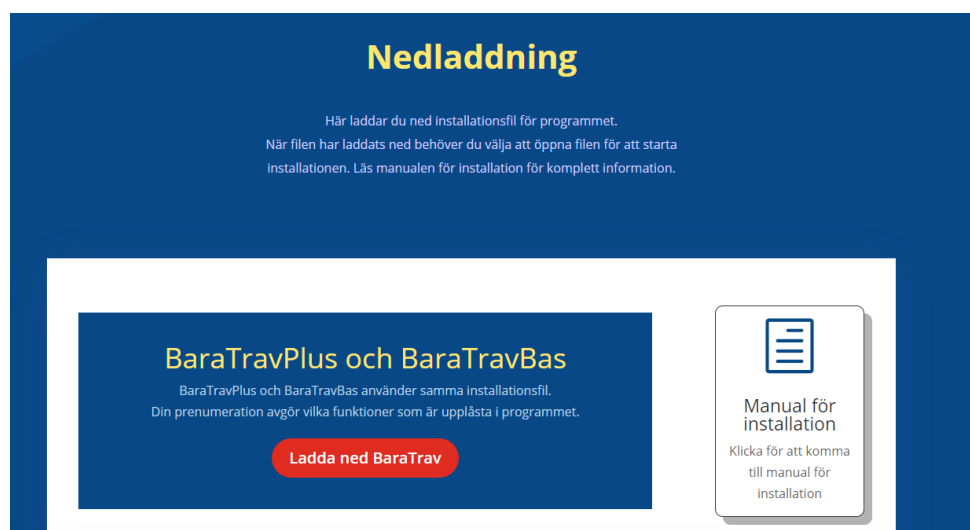 Nedladdning
Här laddar du ned installationsfil för programmet.
När filen har laddats ned behöver du välja att öppna filen för att starta
installationen. Läs manualen för installation för komplett information.
BaraTravPlus och BaraTravBas
BaraTravPlus och BaraTravBas använder samma installationsfil.
Din prenumeration avgör vilka funktioner som är upplåsta i programmet.
Ladda ned BaraTrav
Manual för
installation
Klicka för att komma
till manual för
installation